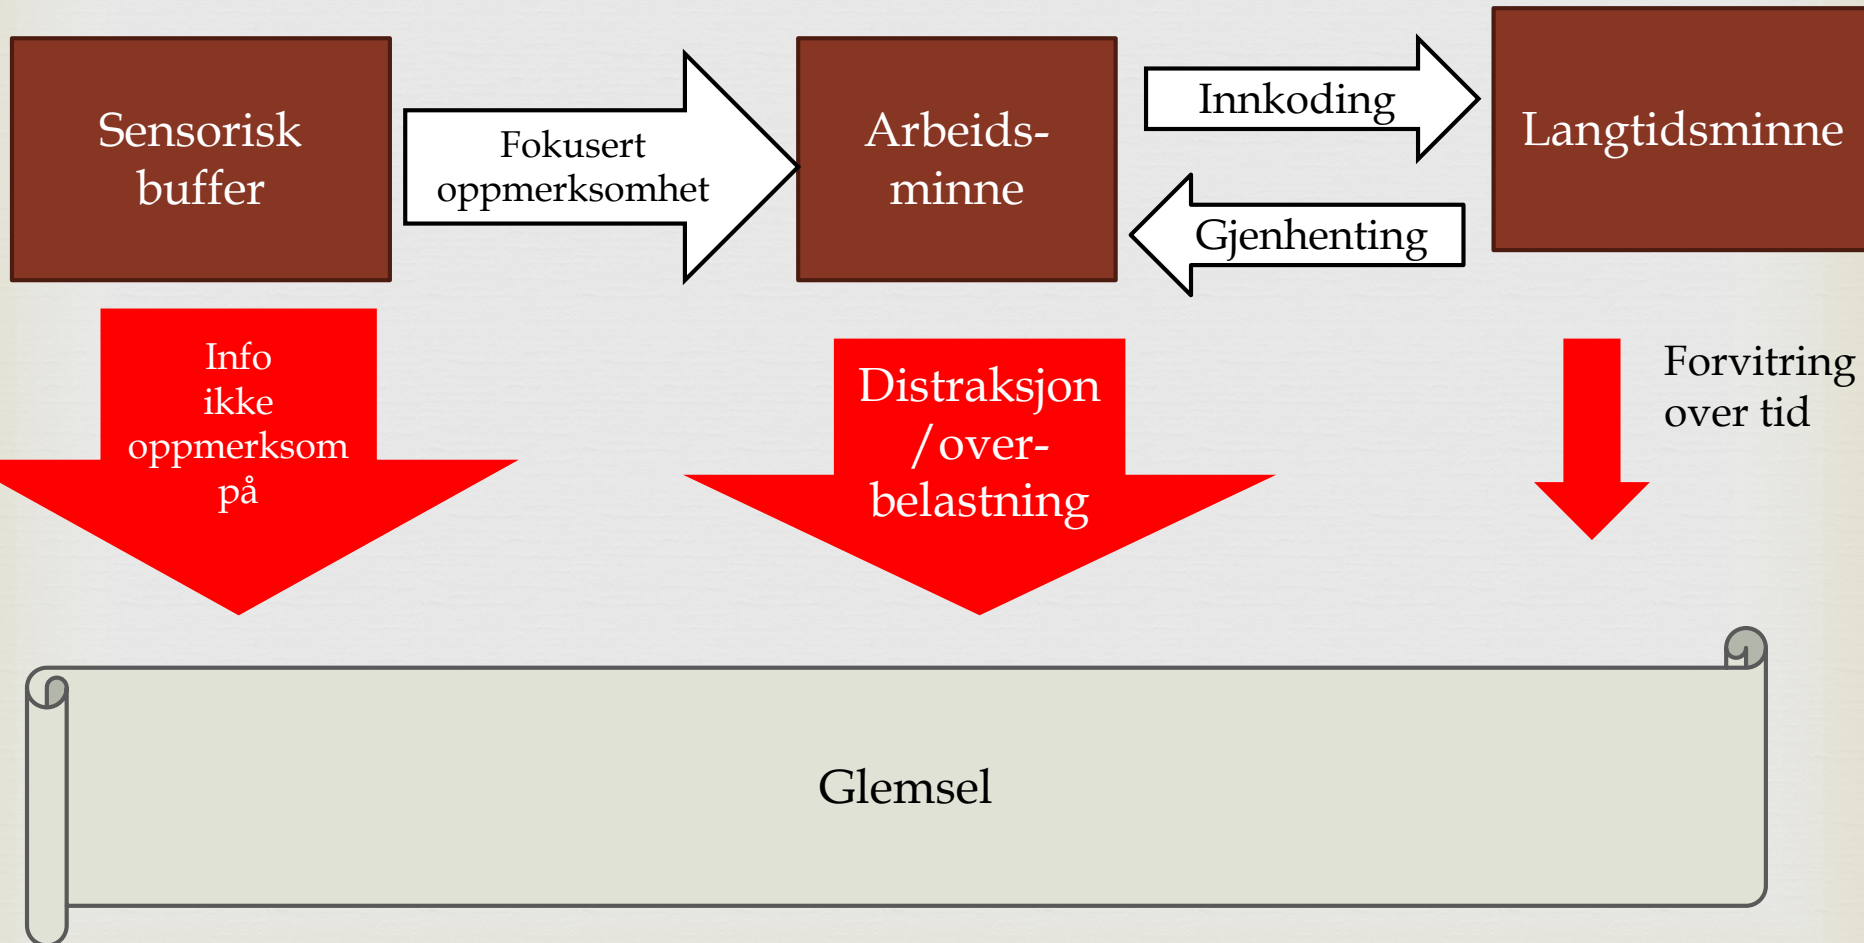 Sensorisk
buffer
Fokusert
oppmerksomhet
Arbeids-
minne
Innkoding
Gjenhenting
Langtidsminne
Info
ikke
oppmerksom
på
Distraksjon
/over-
belastning
Forvitring
over tid
Glemsel